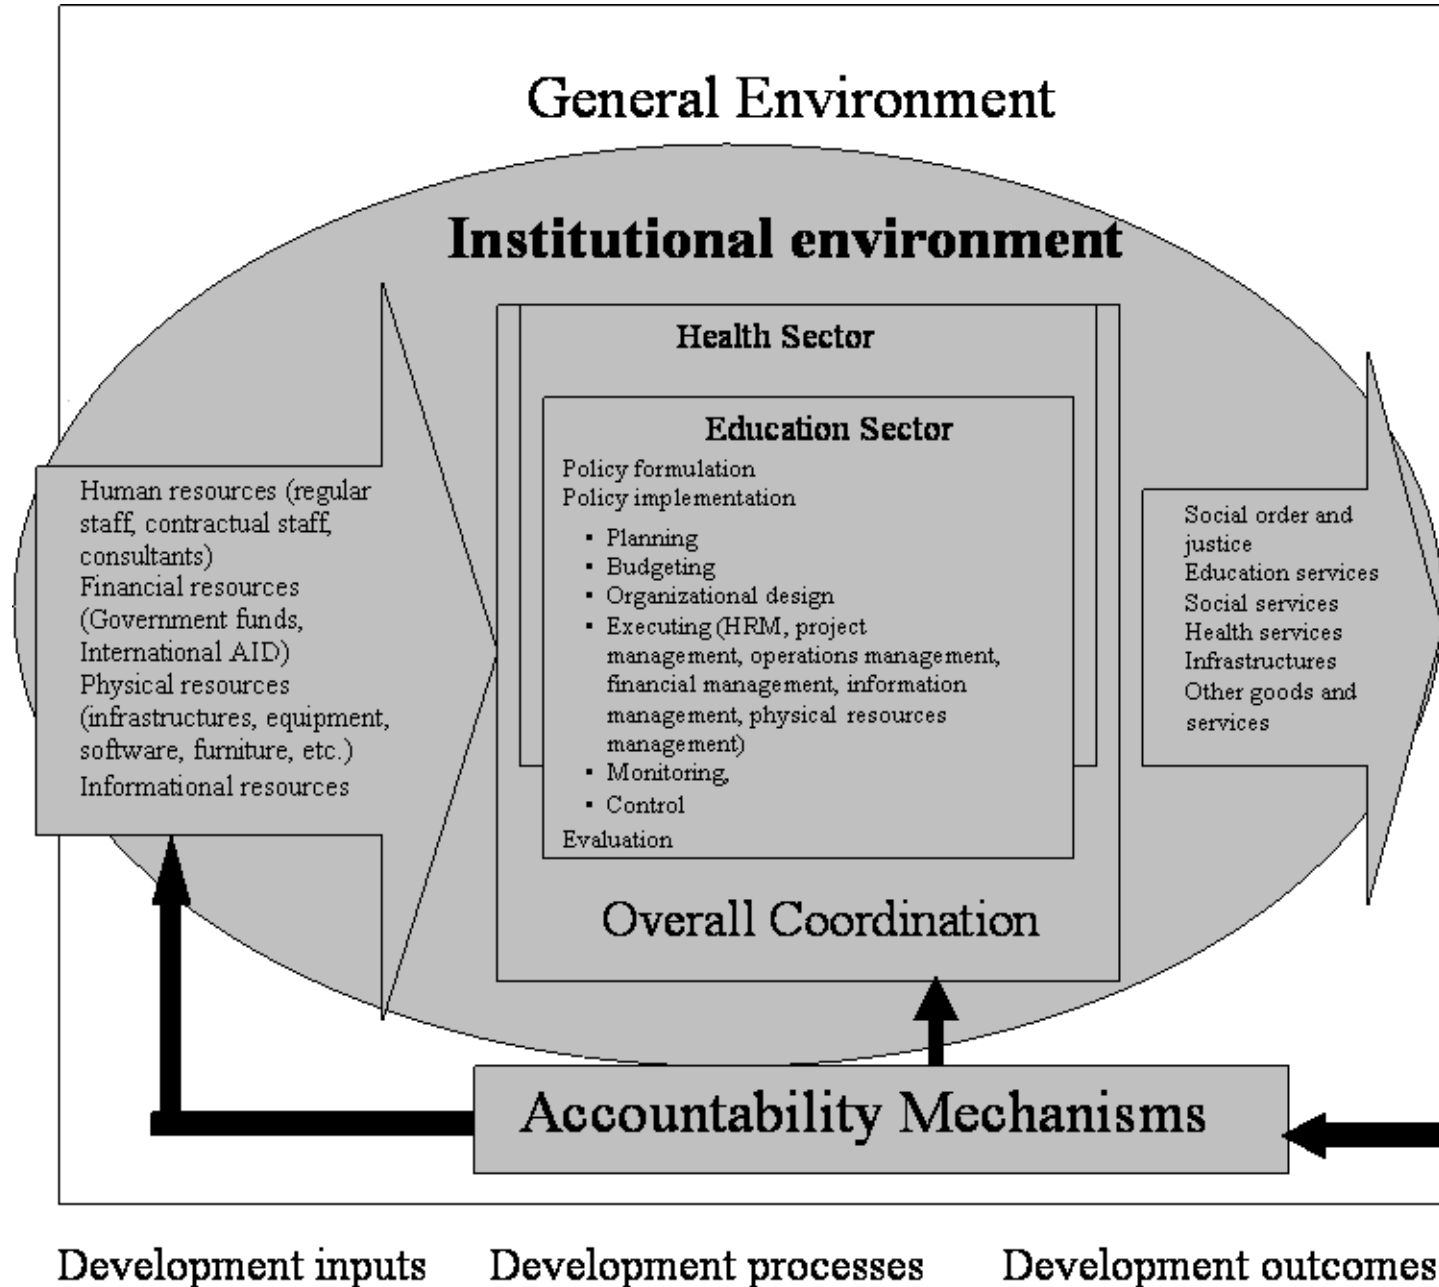 General Environment
Institutional environment
Human resources (regular
staff, contractual staff,
consultants)
Financial resources
(Government funds,
International AID)
Physical resources
(infrastructures, equipment,
software, furniture, etc.)
Informational resources
Health Sector
Education Sector
Policy formulation
Policy implementation
▪ Planning
▪ Budgeting
▪ Organizational design
▪ Executing (HRM, project
management, operations management,
financial management, information
management, physical resources
management)
▪ Monitoring,
▪ Control
Evaluation
Overall Coordination
Social order and
justice
Education services
Social services
Health services
Infrastructures
Other goods and
services
Accountability Mechanisms
Development inputs
Development processes
Development outcomes